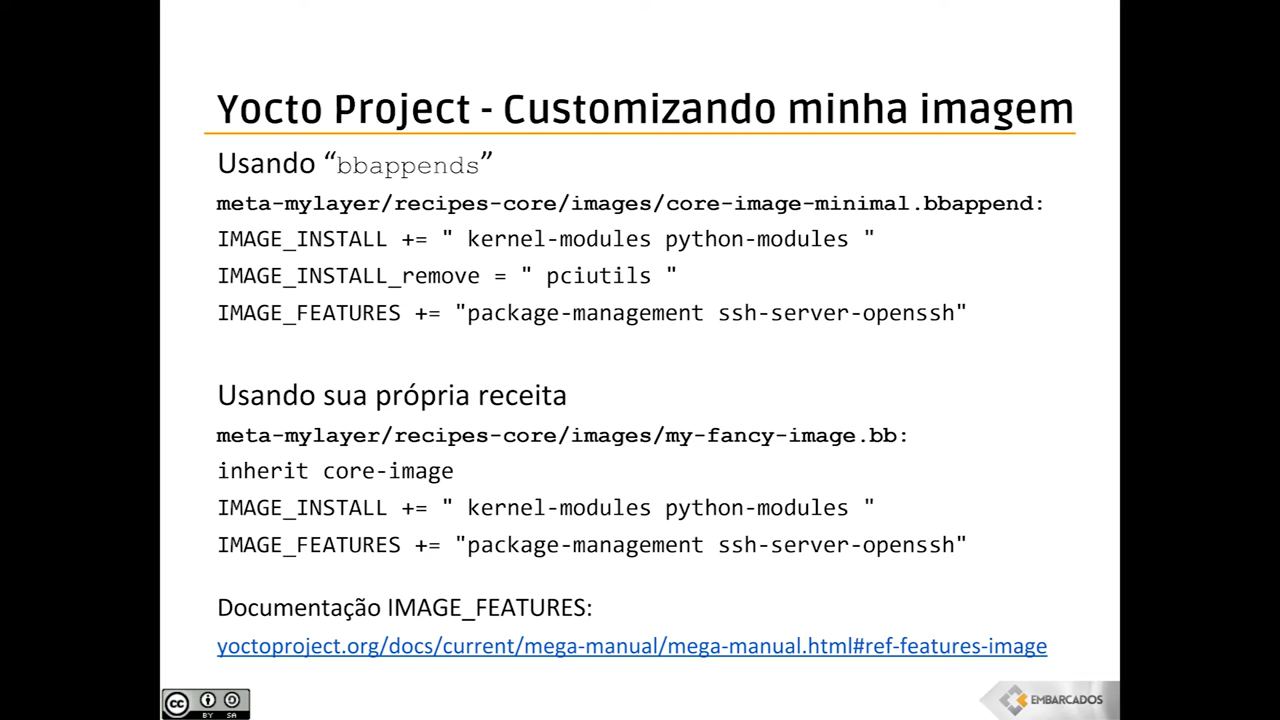 Yocto Project - Customizando minha imagem
Usando “bbappends”
meta-mylayer/recipes-core/images/core-image-minimal.bbappend:
IMAGE_INSTALL += " kernel-modules python-modules "
IMAGE_INSTALL_remove = " pciutils "
IMAGE_FEATURES += "package-management ssh-server-openssh"
Usando sua própria receita
meta-mylayer/recipes-core/images/my-fancy-image.bb:
inherit core-image
IMAGE_INSTALL += " kernel-modules python-modules "
IMAGE_FEATURES += "package-management ssh-server-openssh"
Documentação IMAGE_FEATURES:
yoctoproject.org/docs/current/mega-manual/mega-manual.html#ref-features-image
cc BY SA
EMBARCADOS